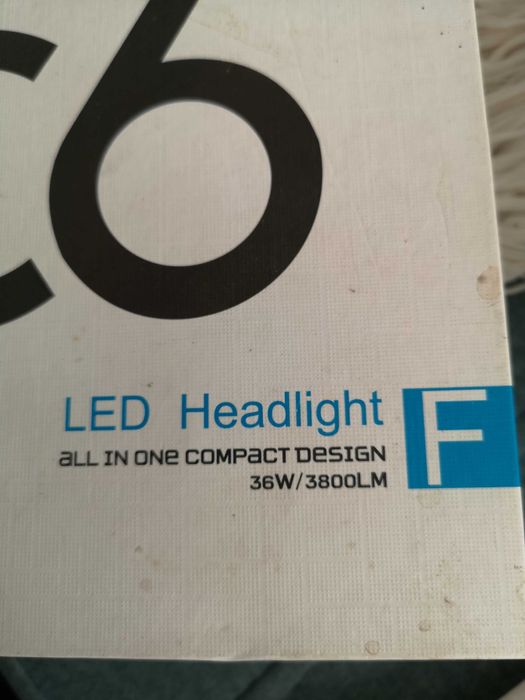 C6
LED Headlight
F
aLL IN ONe COMPACT DeSIGN
36W/3800LM